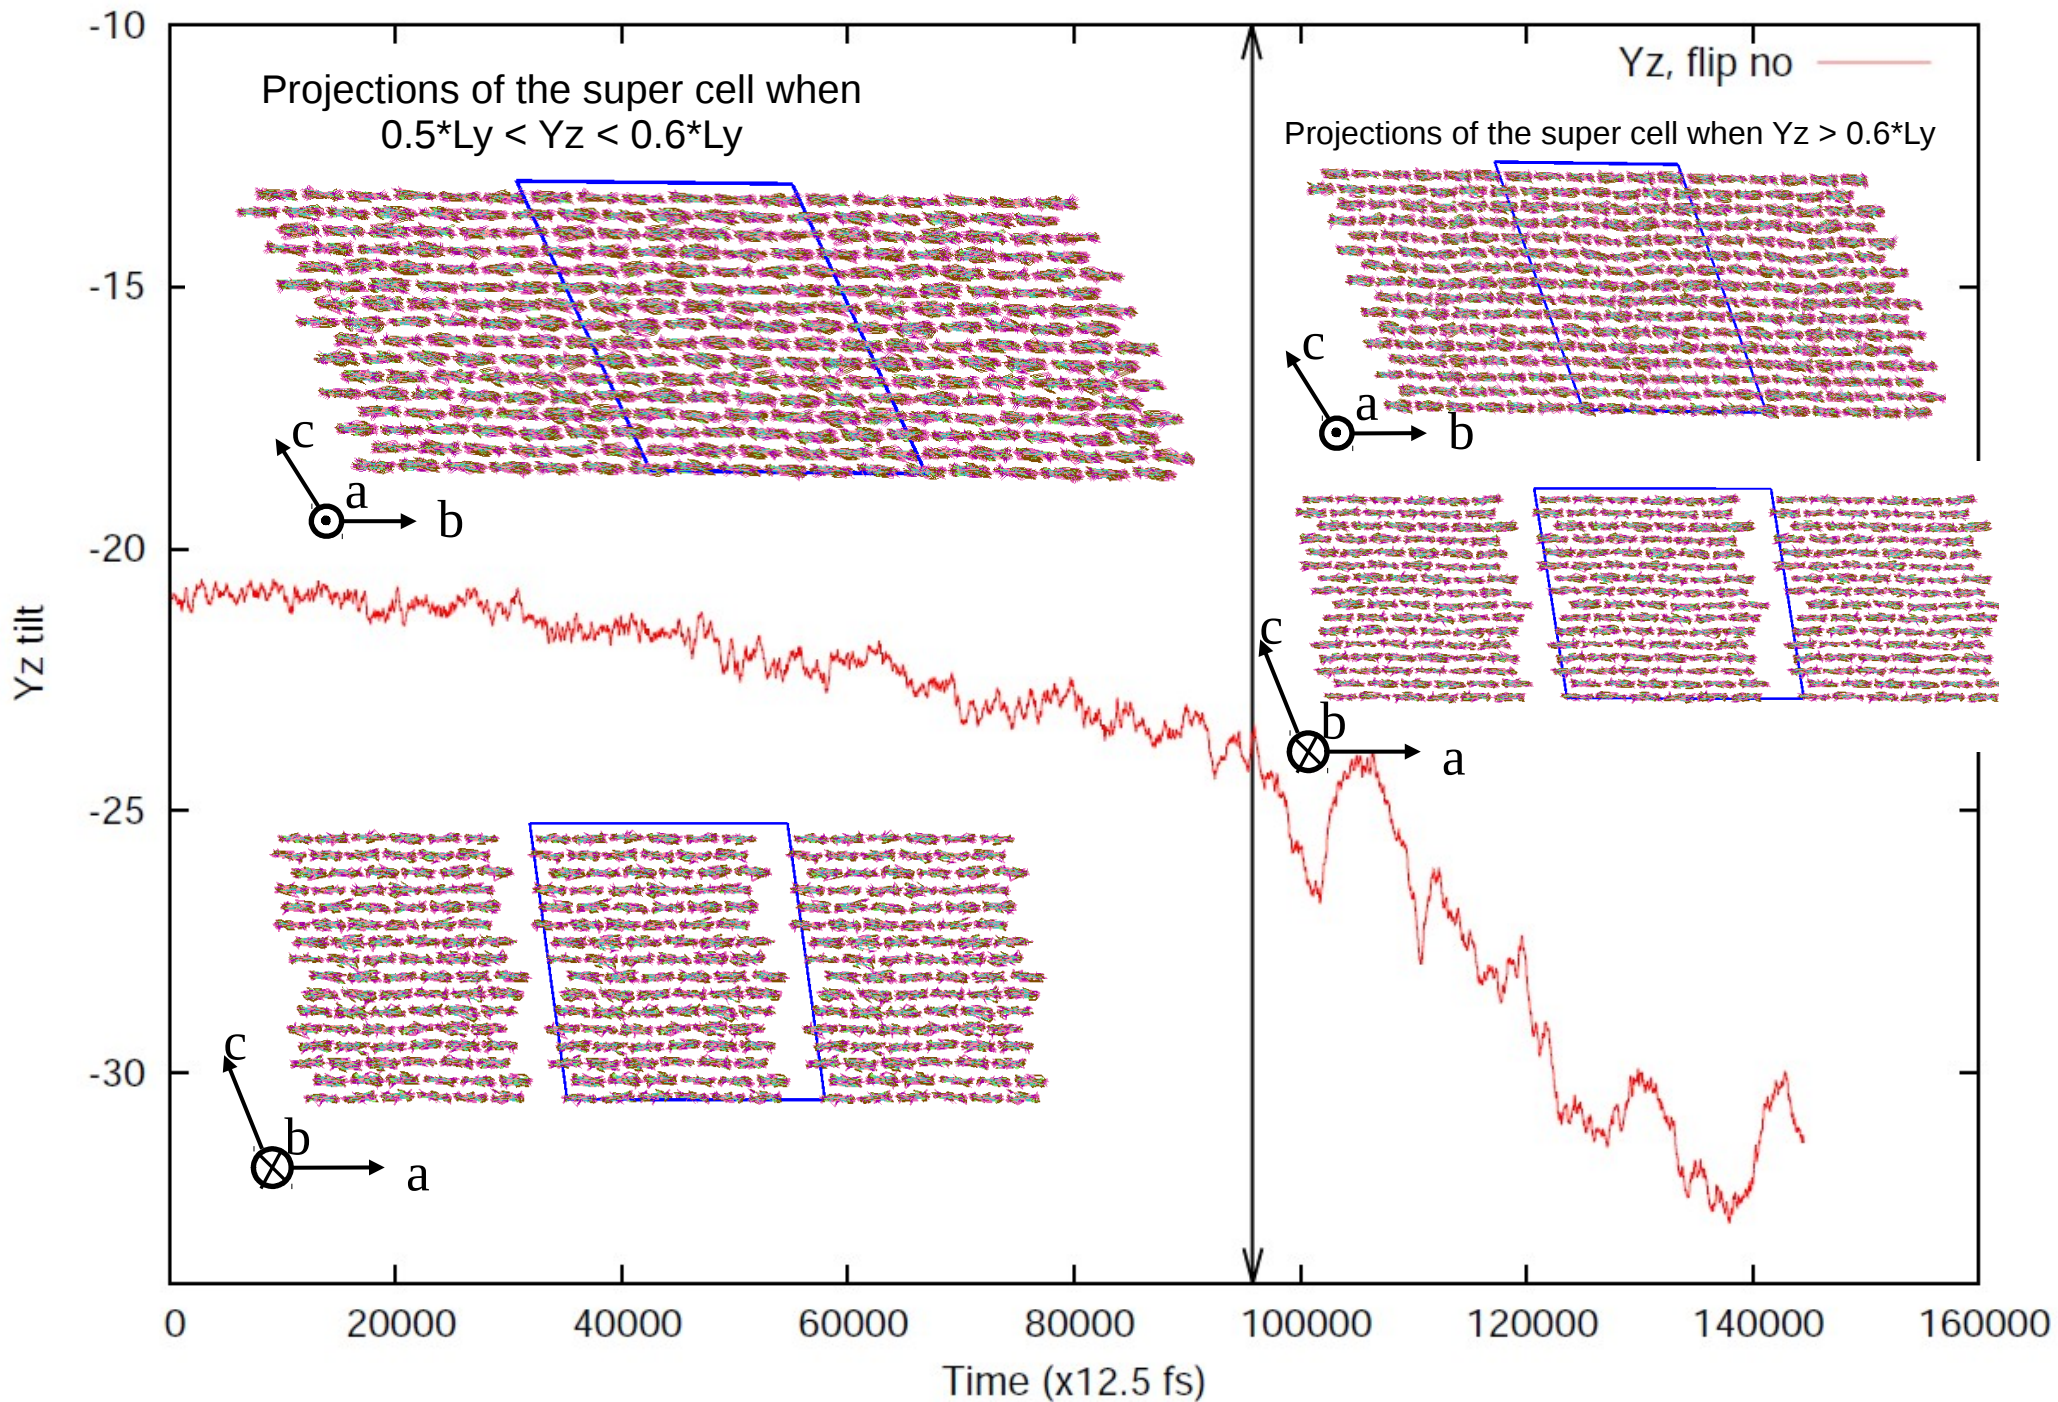 -10
-15
-20
-25
-30
Yz tilt
Projections of the super cell when
0.5*Ly < Yz < 0.6*Ly
c
a
b
c
b
a
Yz, flip no
Projections of the super cell when Yz > 0.6*Ly
c
a
b
c
b
a
0
20000
40000
60000
80000
100000
120000
140000
160000
Time (x12.5 fs)